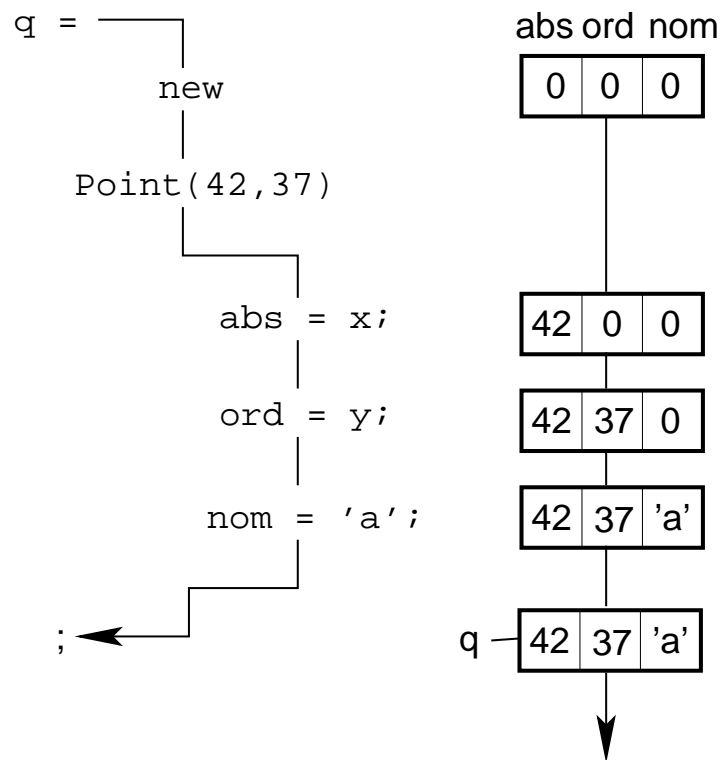 q =
abs ord nom
new
0 0 0
Point(42,37)
abs = x;
42 0 0
ord = y;
42 37 0
nom = 'a';
42 37 'a'
;
q 42 37 'a'